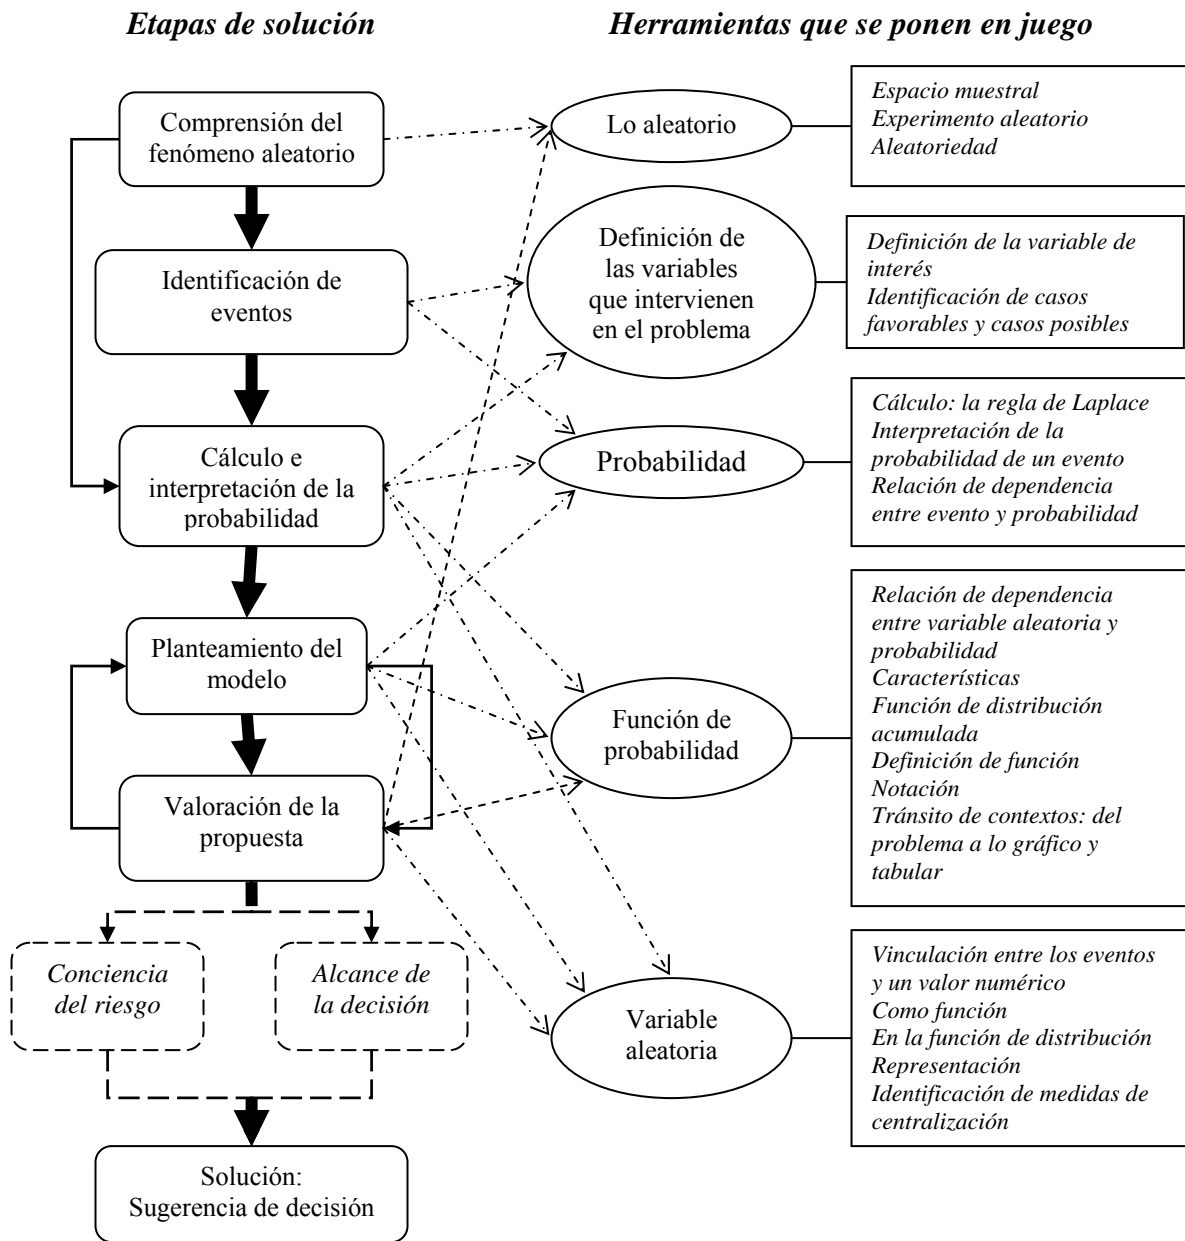 Etapas de solución
Herramientas que se ponen en juego
Comprensión del
fenómeno aleatorio
Identificación de
eventos
Cálculo e
interpretación de la
probabilidad
Planteamiento del
modelo
Valoración de la
propuesta
Conciencia
del riesgo
Alcance de
la decisión
Solución:
Sugerencia de decisión
Lo aleatorio
Definición de
las variables
que intervienen
en el problema
Probabilidad
Función de
probabilidad
Variable
aleatoria
Espacio muestral
Experimento aleatorio
Aleatoriedad
Definición de la variable de
interés
Identificación de casos
favorables y casos posibles
Cálculo: la regla de Laplace
Interpretación de la
probabilidad de un evento
Relación de dependencia
entre evento y probabilidad
Relación de dependencia
entre variable aleatoria y
probabilidad
Características
Función de distribución
acumulada
Definición de función
Notación
Tránsito de contextos: del
problema a lo gráfico y
tabular
Vinculación entre los eventos
y un valor numérico
Como función
En la función de distribución
Representación
Identificación de medidas de
centralización